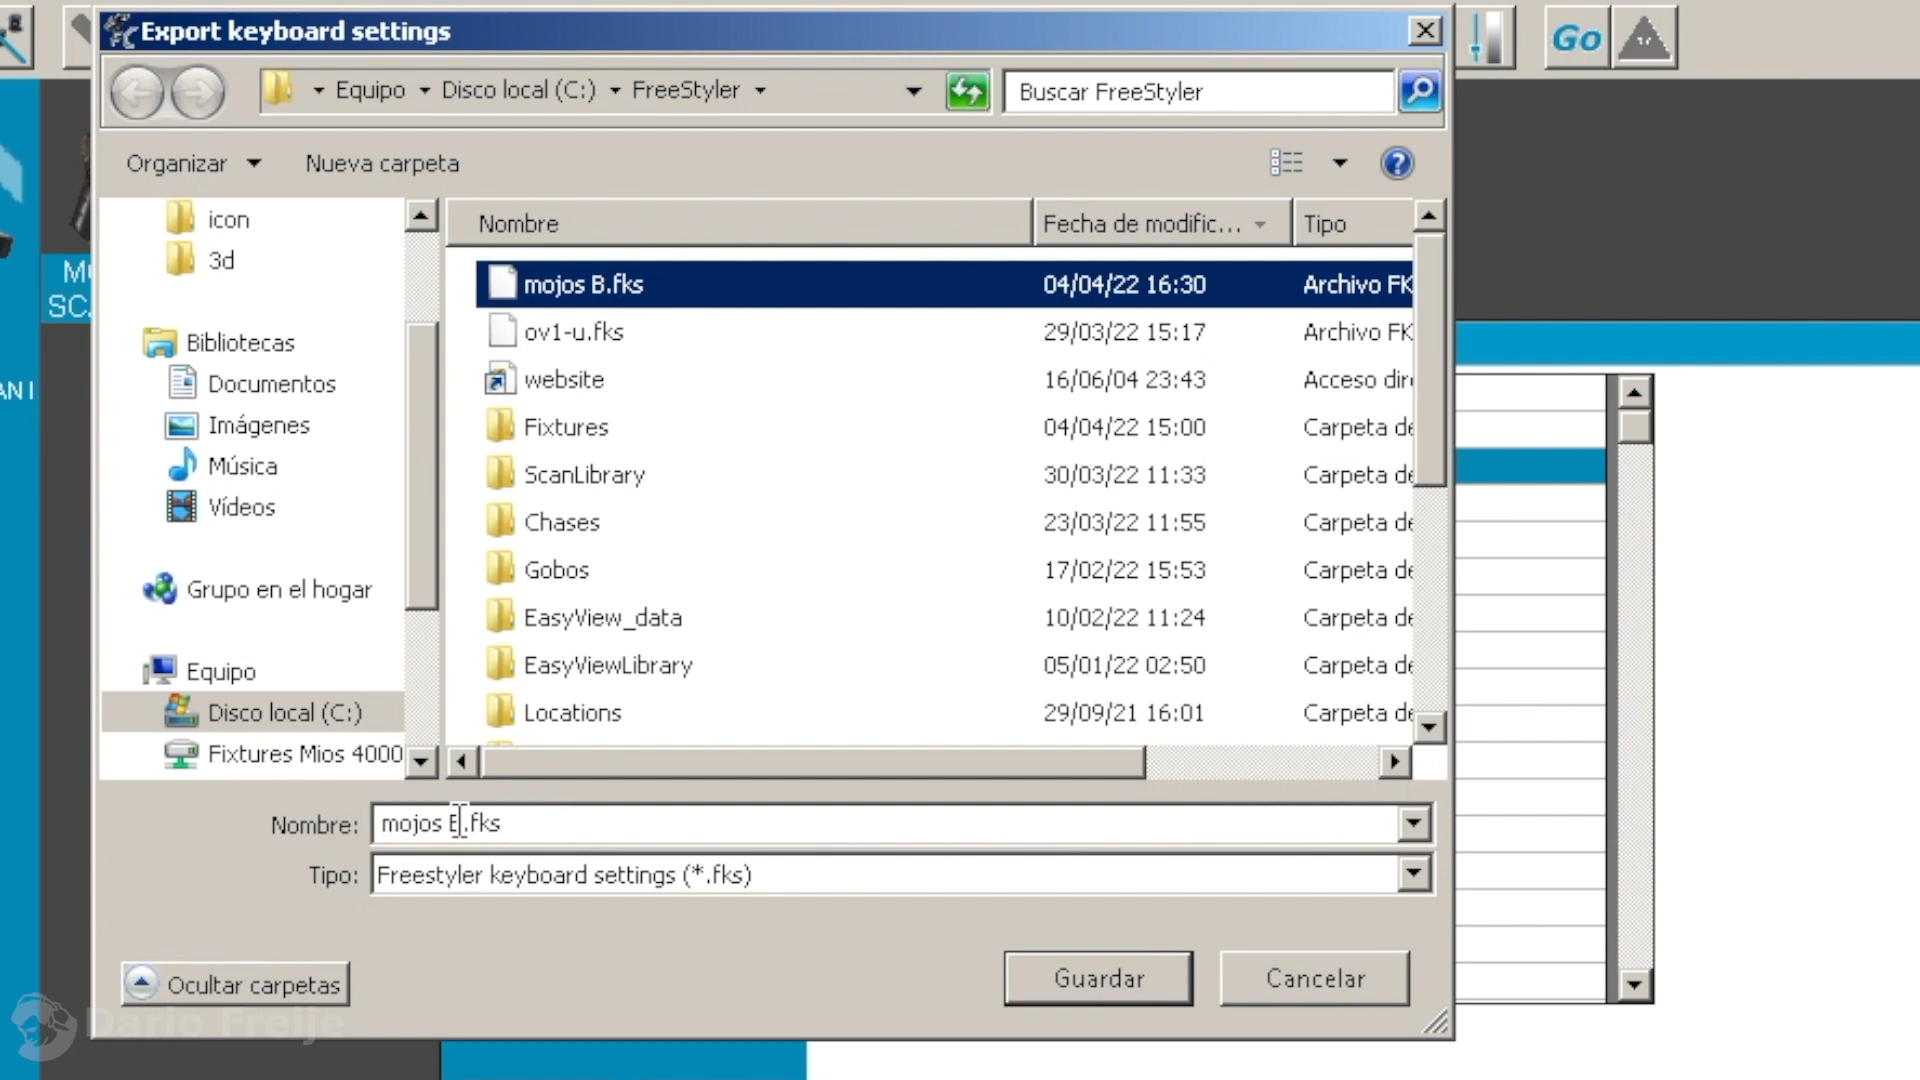 Export keyboard settings
Go
Equipo Disco local (C:) FreeStyler
Buscar FreeStyler
Organizar
Nueva carpeta
icon
3d
Bibliotecas
Documentos
Imágenes
Música
Vídeos
Grupo en el hogar
Equipo
Disco local (C:)
Fixtures Mios 4000
Nombre Fecha de modific... Tipo
mojos B.fks 04/04/22 16:30 Archivo FK
ov1-u.fks 29/03/22 15:17 Archivo FK
website 16/06/04 23:43 Acceso dir
Fixtures 04/04/22 15:00 Carpeta de
ScanLibrary 30/03/22 11:33 Carpeta de
Chases 23/03/22 11:55 Carpeta de
Gobos 17/02/22 15:53 Carpeta de
EasyView_data 10/02/22 11:24 Carpeta de
EasyViewLibrary 05/01/22 02:50 Carpeta de
Locations 29/09/21 16:01 Carpeta de
Nombre: mojos B.fks
Tipo: Freestyler keyboard settings (*.fks)
Ocultar carpetas
Guardar
Cancelar
Dario Freije